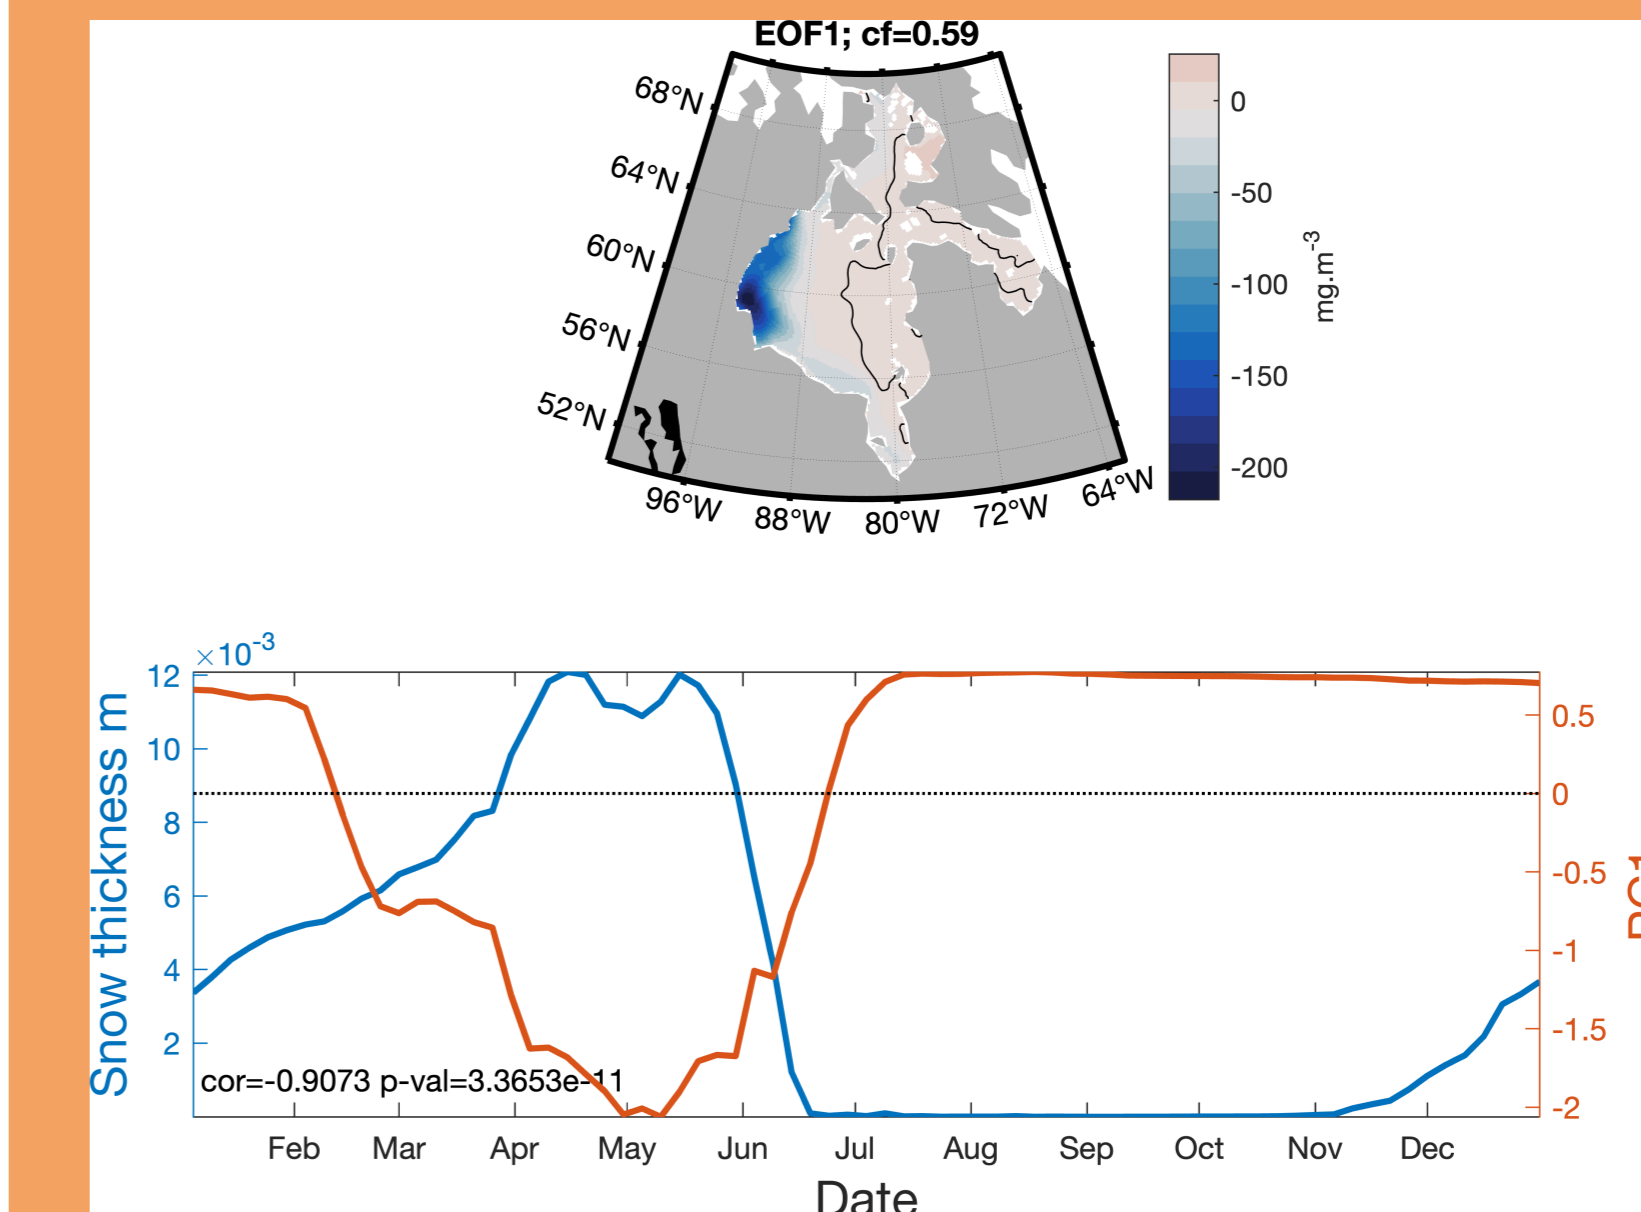 EOF1; cf=0.59
68°N
64°N
60°N
56°N
52°N
96°W
88°W
80°W
72°W
64°W
0
-50
-100
-150
-200
mg.m-3
×10-3
12
10
8
6
4
2
Snow thickness m
0.5
0
-0.5
-1
-1.5
-2
cor=-0.9073 p-val=3.3653e-11
Feb Mar Apr May Jun Jul Aug Sep Oct Nov Dec
Date